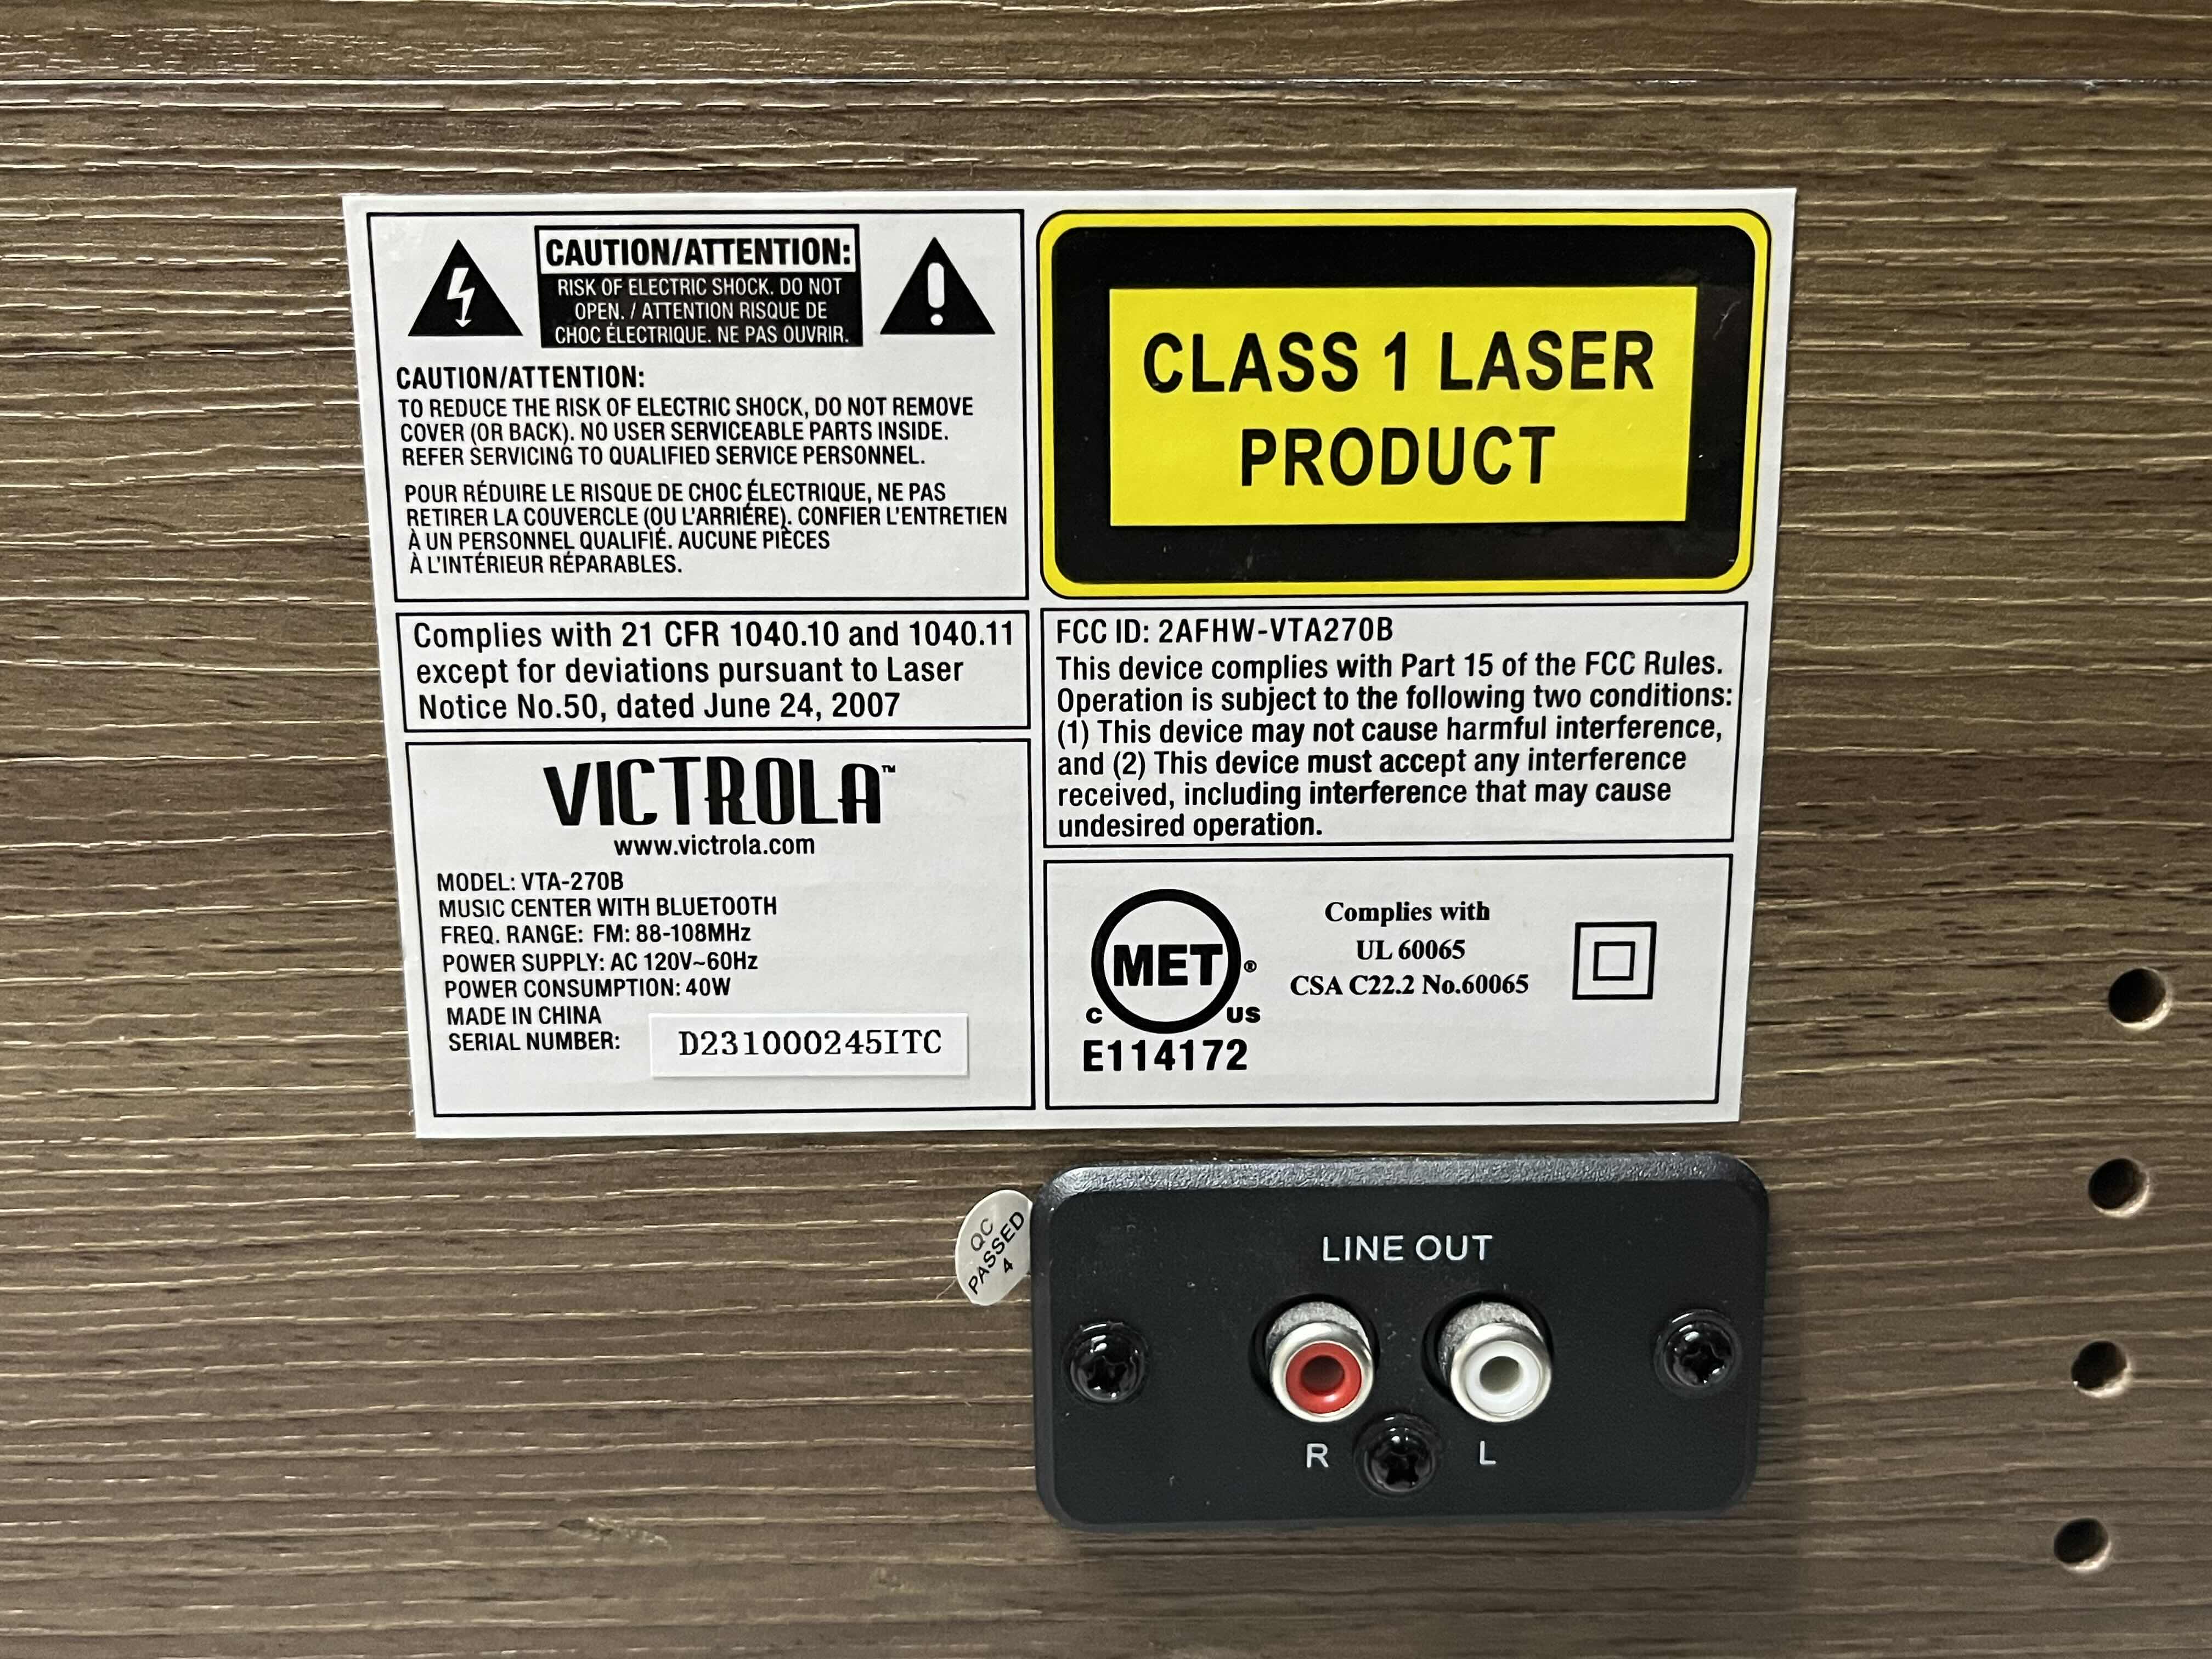 CAUTION/ATTENTION:
RISK OF ELECTRIC SHOCK. DO NOT
OPEN. / ATTENTION RISQUE DE
CHOC ÉLECTRIQUE. NE PAS OUVRIR.
CAUTION/ATTENTION:
TO REDUCE THE RISK OF ELECTRIC SHOCK, DO NOT REMOVE
COVER (OR BACK). NO USER SERVICEABLE PARTS INSIDE.
REFER SERVICING TO QUALIFIED SERVICE PERSONNEL.
POUR RÉDUIRE LE RISQUE DE CHOC ÉLECTRIQUE, NE PAS
RETIRER LA COUVERCLE (OU L'ARRIÉRE). CONFIER L'ENTRETIEN
À UN PERSONNEL QUALIFIÉ. AUCUNE PIÈCES
À L'INTÉRIEUR RÉPARABLES.
CLASS 1 LASER
PRODUCT
Complies with 21 CFR 1040.10 and 1040.11
except for deviations pursuant to Laser
Notice No.50, dated June 24, 2007
FCC ID: 2AFHW-VTA270B
This device complies with Part 15 of the FCC Rules.
Operation is subject to the following two conditions:
(1) This device may not cause harmful interference,
and (2) This device must accept any interference
received, including interference that may cause
undesired operation.
VICTROLA™
www.victrola.com
MODEL: VTA-270B
MUSIC CENTER WITH BLUETOOTH
FREQ. RANGE: FM: 88-108MHz
POWER SUPPLY: AC 120V~60Hz
POWER CONSUMPTION: 40W
MADE IN CHINA
SERIAL NUMBER: D231000245ITC
MET®
C US
E114172
Complies with
UL 60065
CSA C22.2 No.60065
QC
PASSED
4
LINE OUT
R L